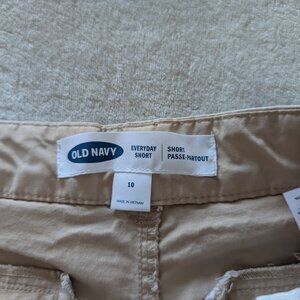 OLD NAVY
EVERYDAY
SHORT
SHORT
PASSE-PARTOUT
10
MADE IN VIETNAM